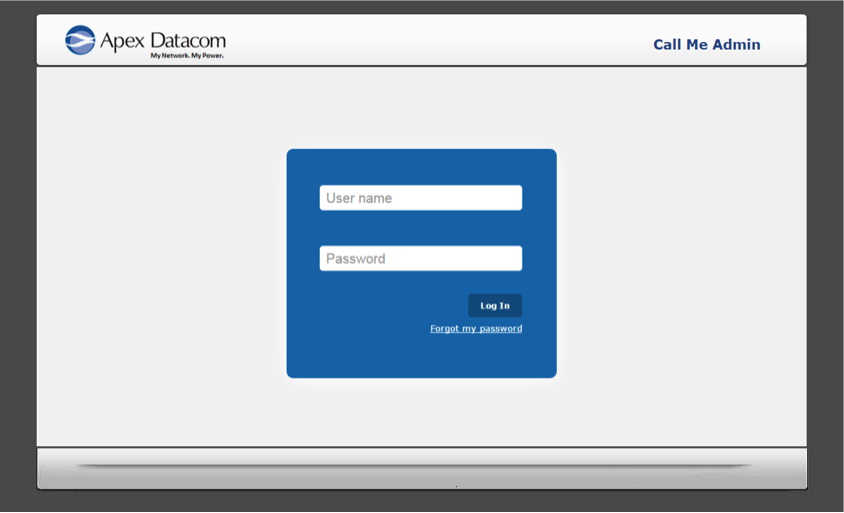 Apex Datacom
My Network. My Power.
Call Me Admin
User name
Password
Log In
Forgot my password